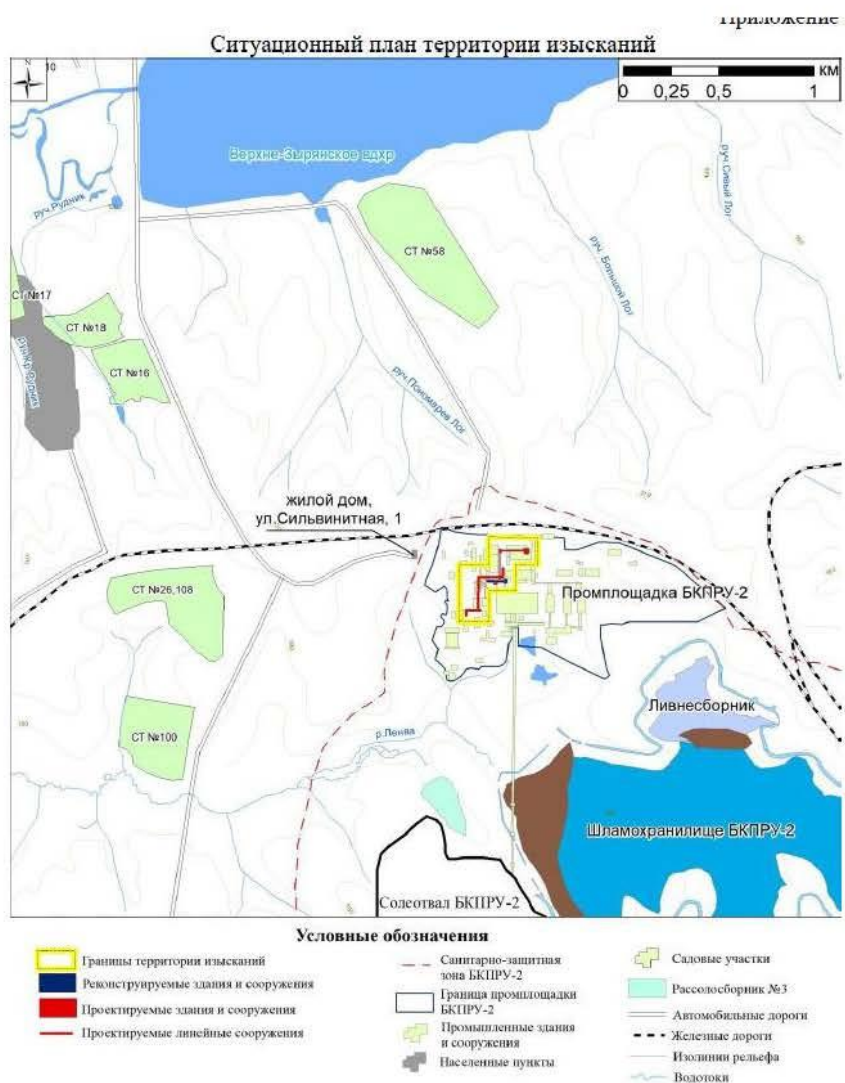 Приложение
Ситуационный план территории изысканий
N
10
км
0 0,25 0,5 1
Верхне-Зырянское вдхр
руч.Сивый Лог
руч.Рудник
руч. Большой Лог
СТ №58
СТ №17
СТ №18
СТ №16
руч.Пономарев Лог
жилой дом,
ул.Сильвинитная, 1
СТ №26,108
Промплощадка БКПРУ-2
Ливнесборник
СТ №100
р.Ленва
Шламохранилище БКПРУ-2
Солеотвал БКПРУ-2
Условные обозначения
Границы территории изысканий
Реконструируемые здания и сооружения
Проектируемые здания и сооружения
Проектируемые линейные сооружения
Санитарно-защитная
зона БКПРУ-2
Граница промплощадки
БКПРУ-2
Промышленные здания
и сооружения
Населенные пункты
Садовые участки
Рассолосборник №3
Автомобильные дороги
Железные дороги
Изолинии рельефа
Водотоки